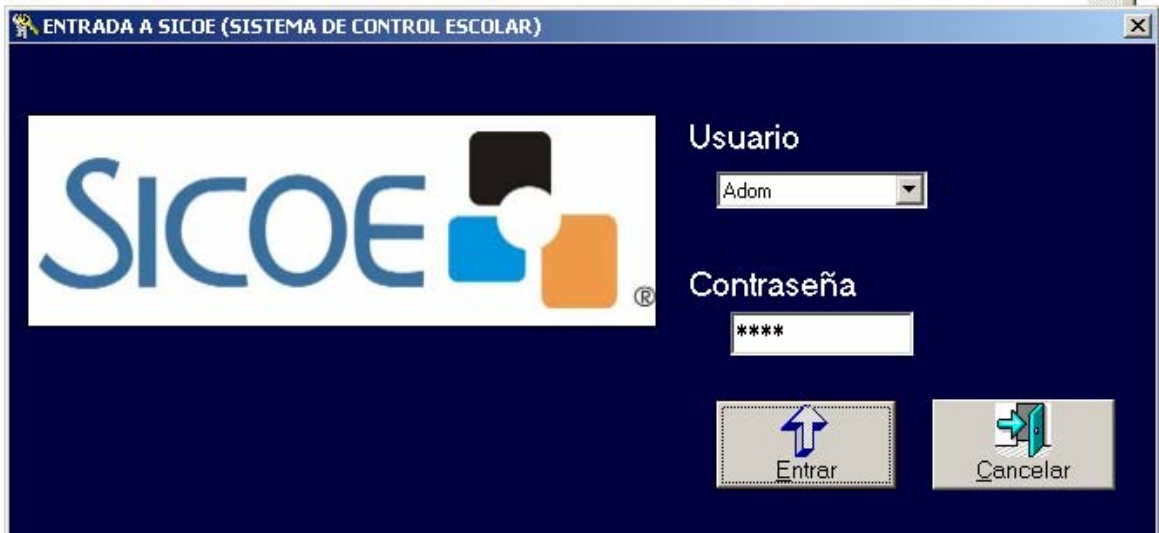 ENTRADA A SICOE (SISTEMA DE CONTROL ESCOLAR)
SICOE ®
Usuario
Adom
Contraseña
****
Entrar
Cancelar